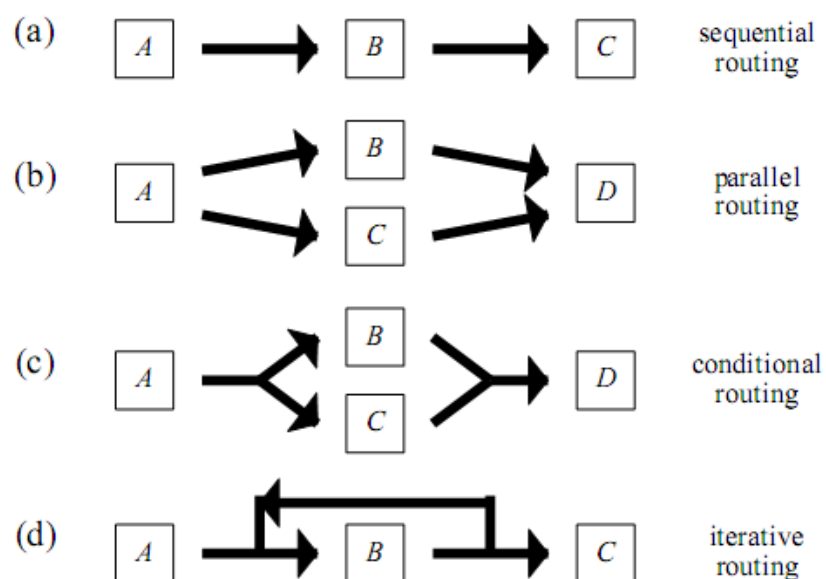 (a) A B C sequential
routing
B
(b) A D parallel
routing
C
B
(c) A D conditional
routing
C
(d) A B C iterative
routing